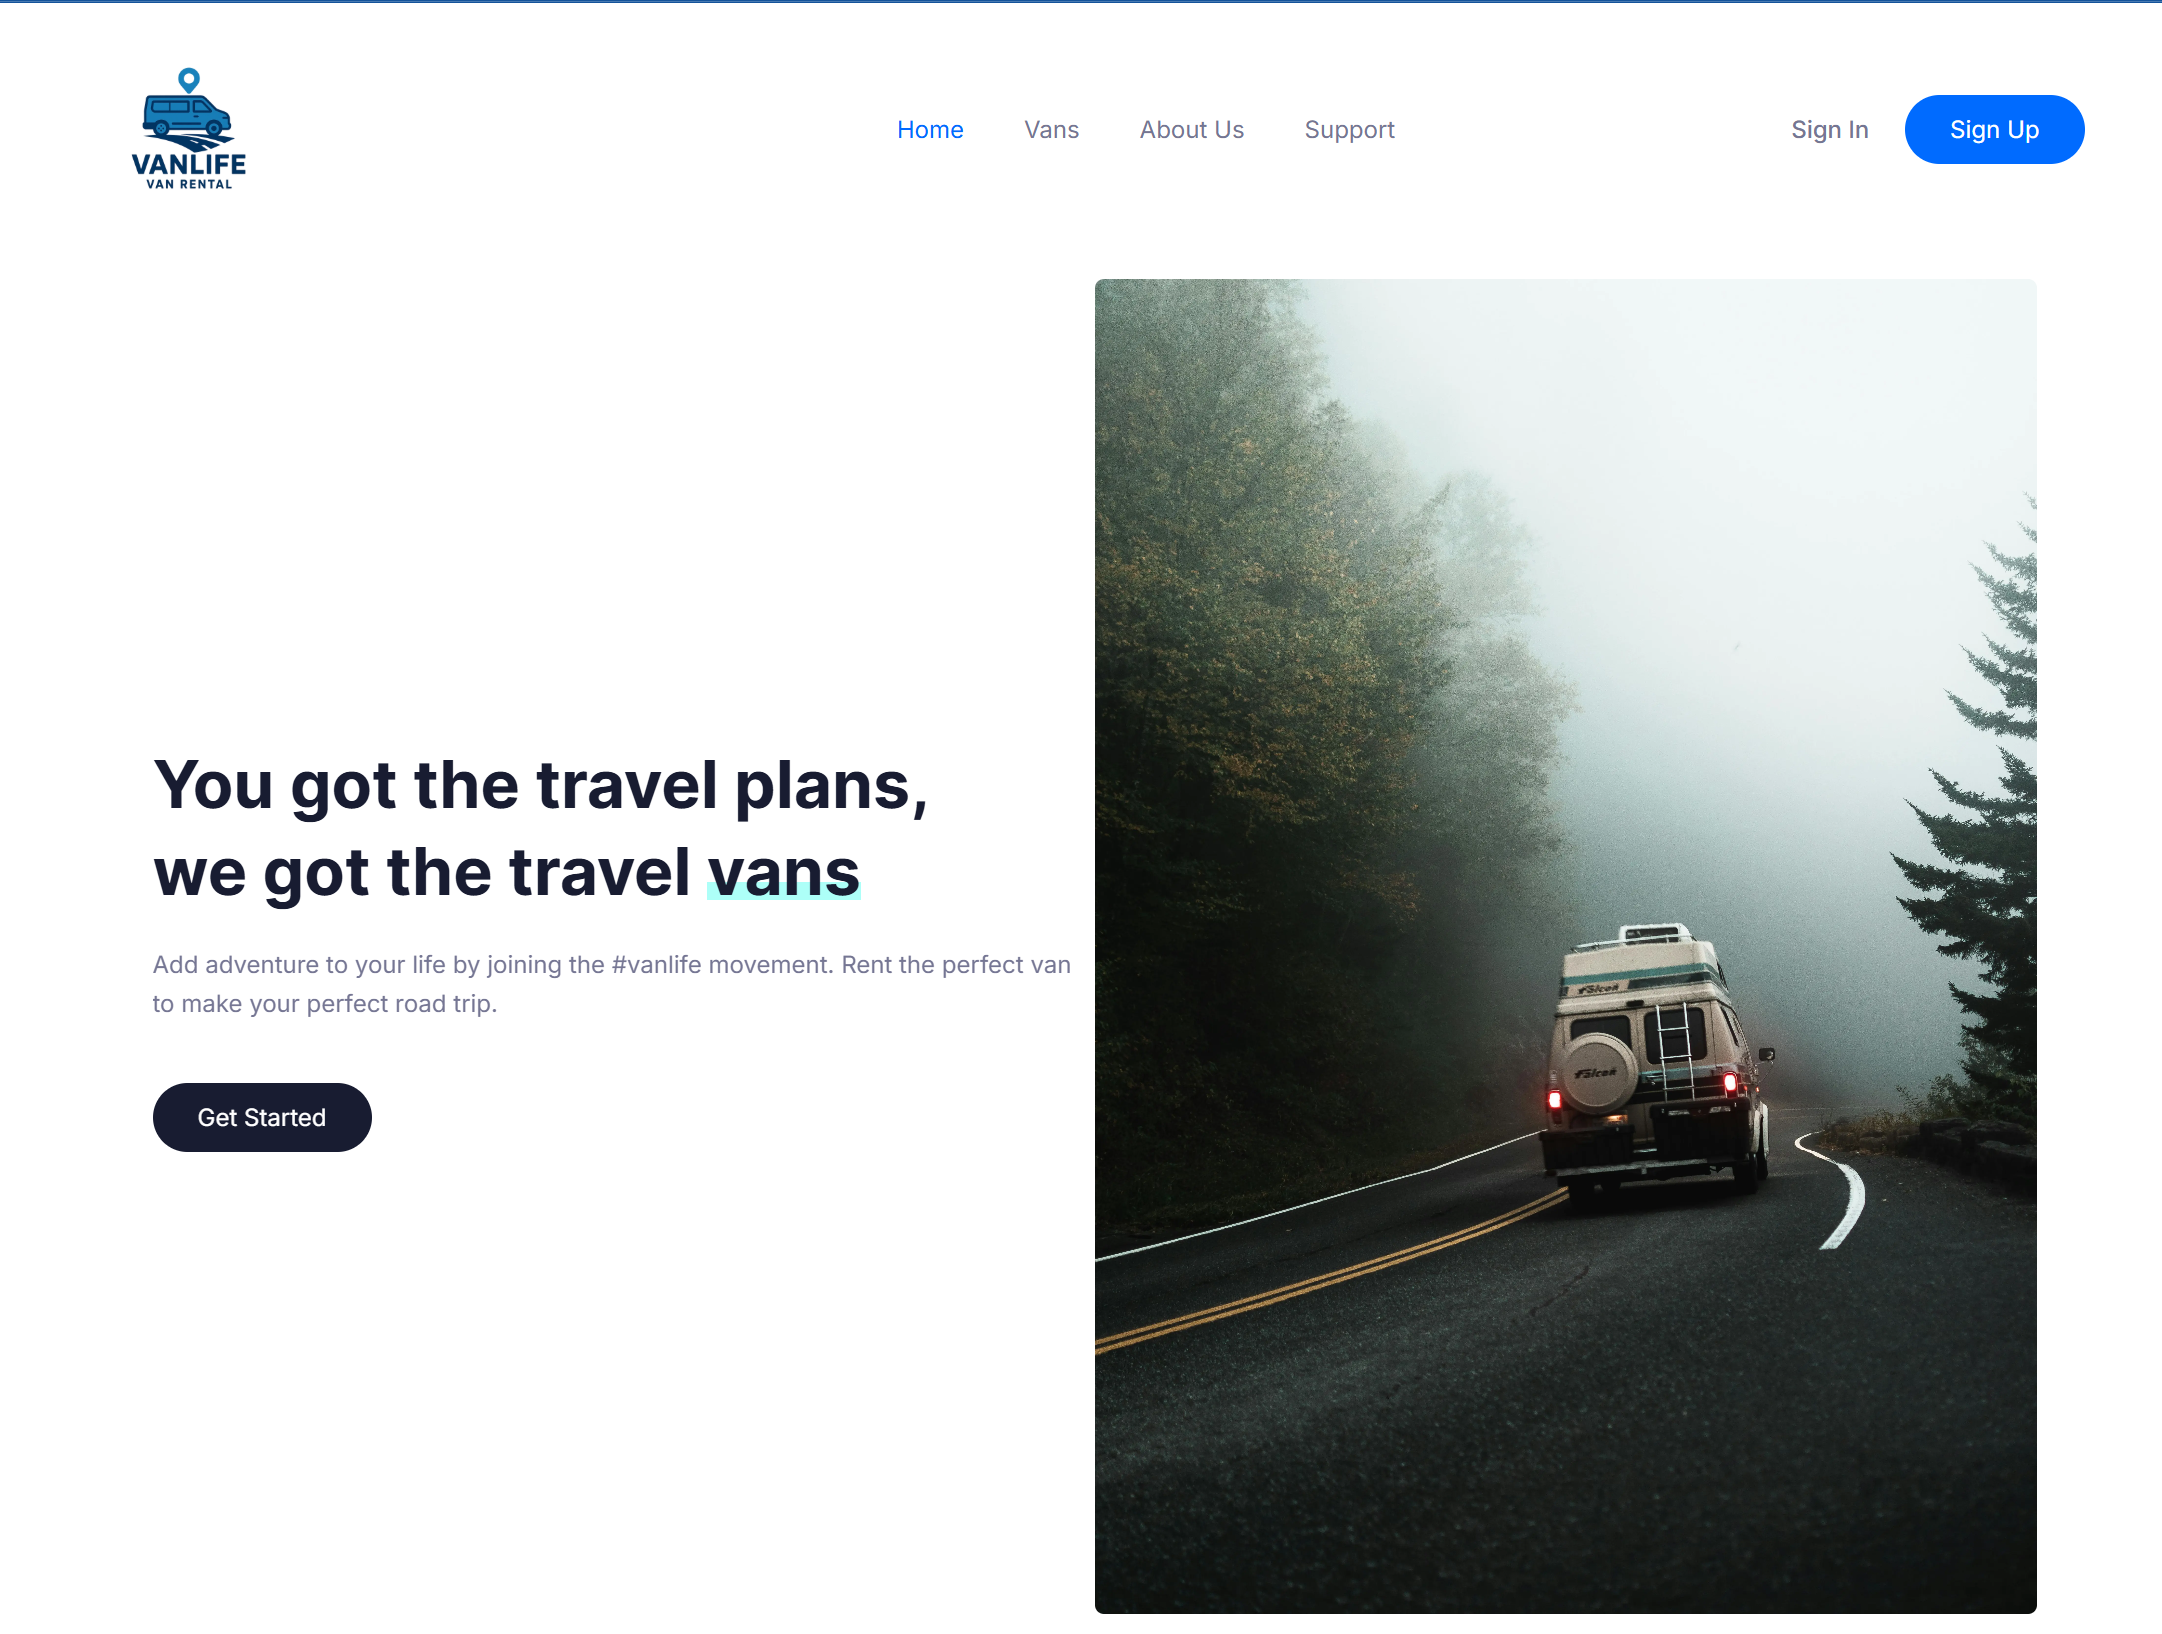 VANLIFE
VAN RENTAL
Home
Vans
About Us
Support
Sign In
Sign Up
You got the travel plans,
we got the travel vans
Add adventure to your life by joining the #vanlife movement. Rent the perfect van
to make your perfect road trip.
Get Started
Falcon
Falcon